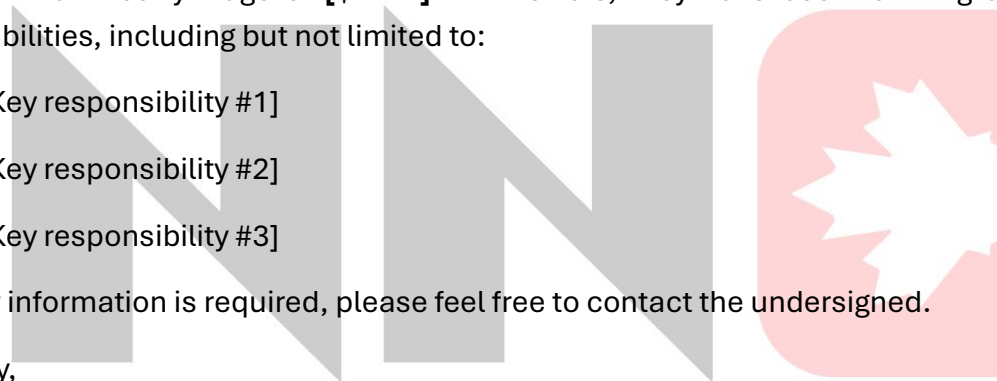 bilities, including but not limited to:
Key responsibility #1]
Key responsibility #2]
Key responsibility #3]
information is required, please feel free to contact the undersigned.
y,
NN